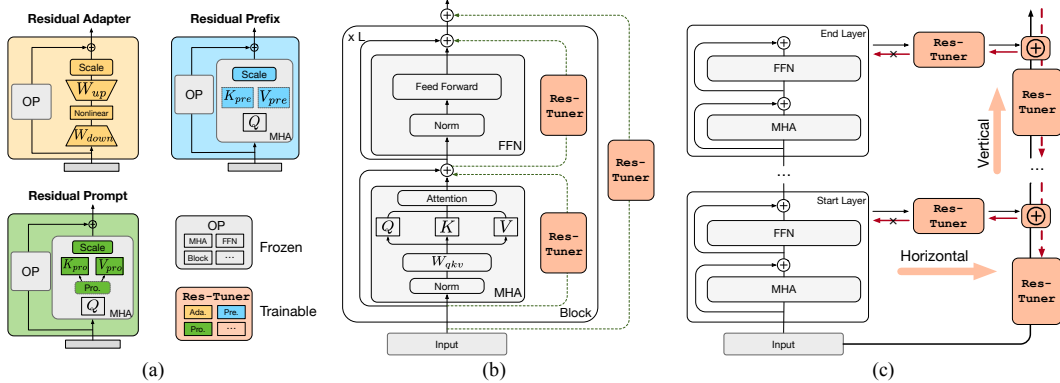 Residual Adapter
Scale
W_up
OP
Nonlinear
W_down
Residual Prefix
Scale
OP
K_pre
V_pre
Q
MHA
Residual Prompt
Scale
OP
K_pro
V_pro
Pro.
Q
MHA
OP
MHA
FFN
Block
...
Frozen
Res-Tuner
Ada.
Pre.
Pro.
...
Trainable
(a)
x L
Feed Forward
Norm
FFN
Res-
Tuner
Res-
Tuner
Attention
Q
K
V
W_qkv
Norm
MHA
Res-
Tuner
Block
Input
(b)
End Layer
FFN
MHA
Res-
Tuner
Res-
Tuner
Vertical
...
...
Start Layer
FFN
MHA
Res-
Tuner
Horizontal
Res-
Tuner
Input
(c)